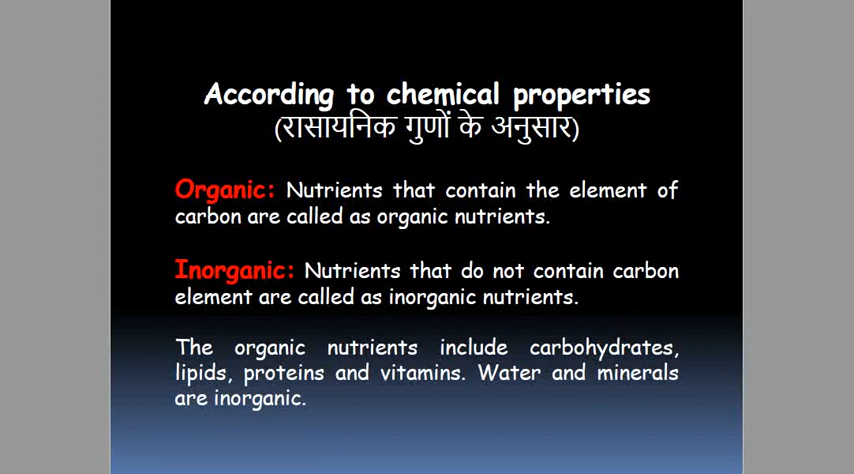 According to chemical properties
(रासायनिक गुणों के अनुसार)
Organic: Nutrients that contain the element of
carbon are called as organic nutrients.
Inorganic: Nutrients that do not contain carbon
element are called as inorganic nutrients.
The organic nutrients include carbohydrates,
lipids, proteins and vitamins. Water and minerals
are inorganic.